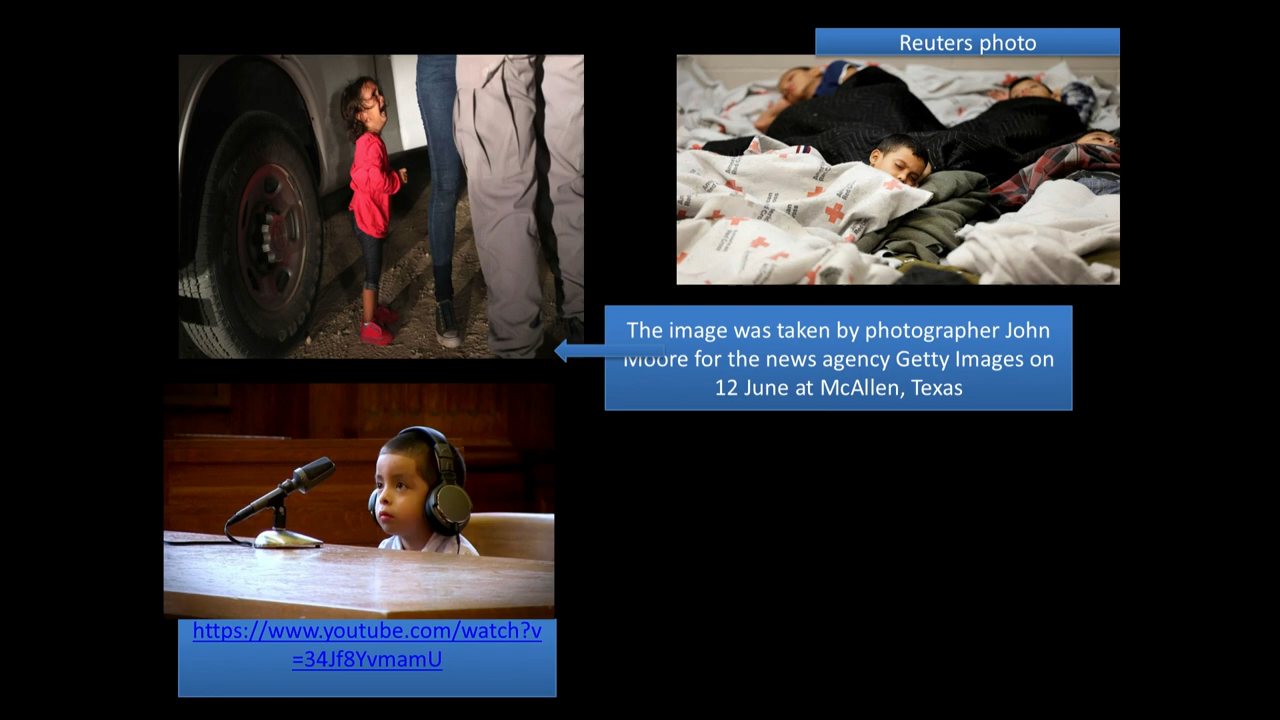 Reuters photo
The image was taken by photographer John
Moore for the news agency Getty Images on
12 June at McAllen, Texas
https://www.youtube.com/watch?v
=34Jf8YvmamU